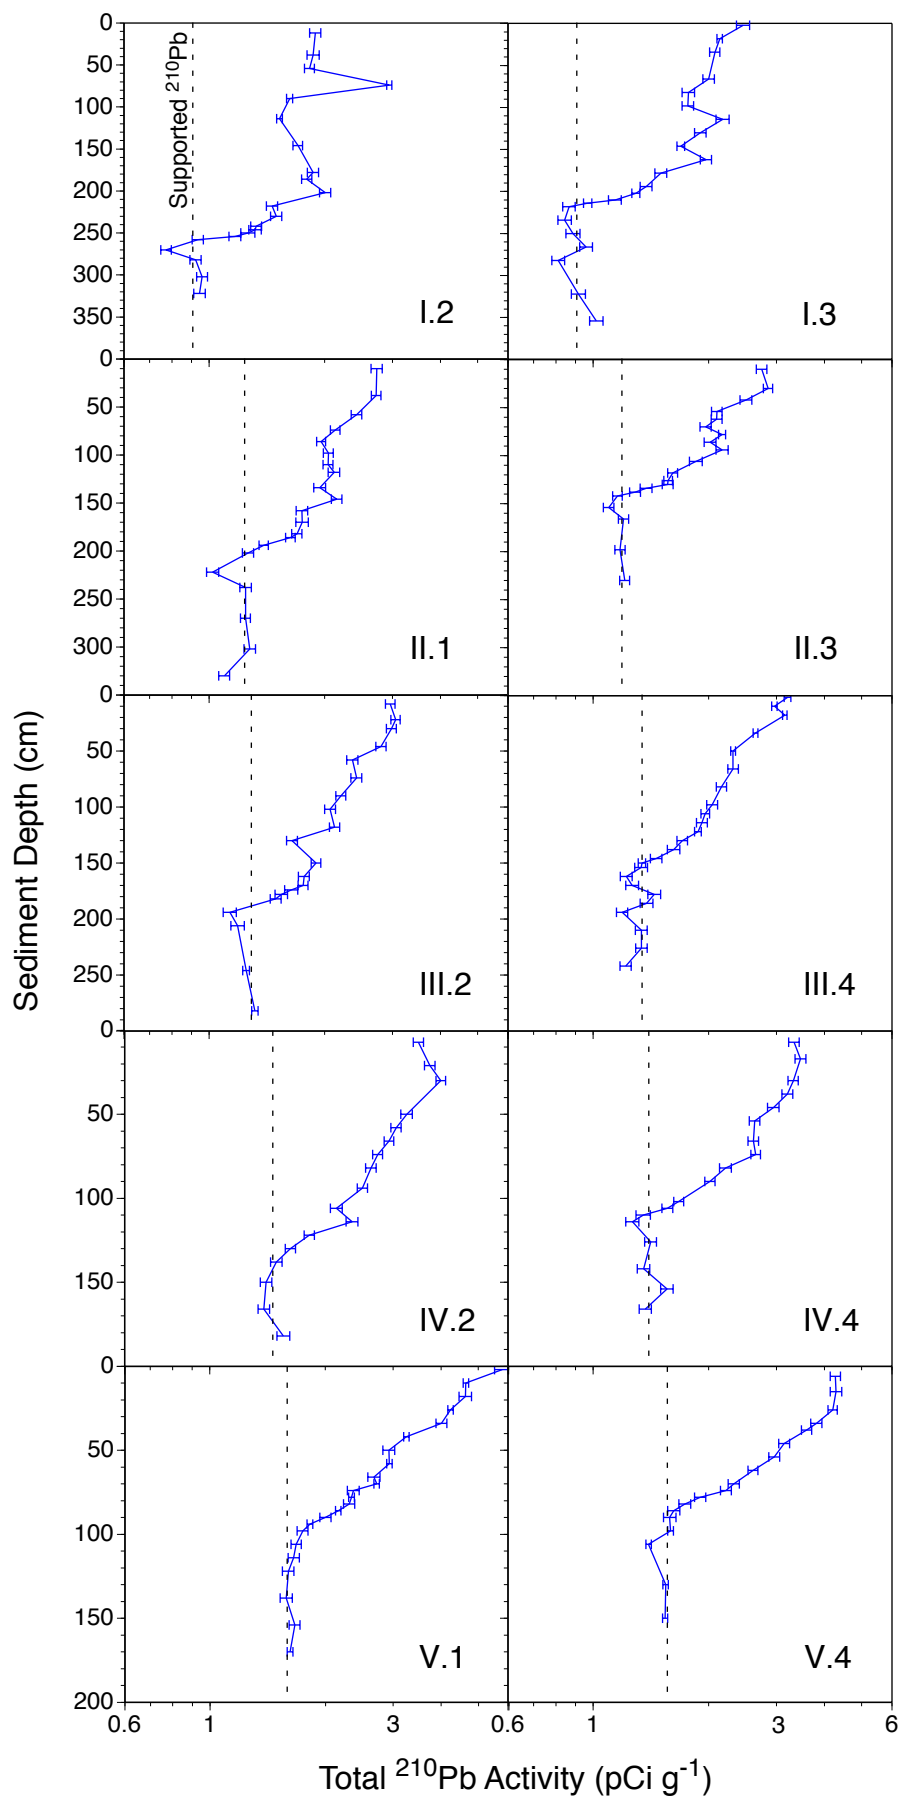 0
50
100
150
200
250
300
350
Supported ²¹⁰Pb
I.2
I.3
0
50
100
150
200
250
300
II.1
II.3
0
50
100
150
200
250
III.2
III.4
0
50
100
150
IV.2
IV.4
0
50
100
150
200
V.1
V.4
Sediment Depth (cm)
0.6 1 3 0.6 1 3 6
Total ²¹⁰Pb Activity (pCi g⁻¹)